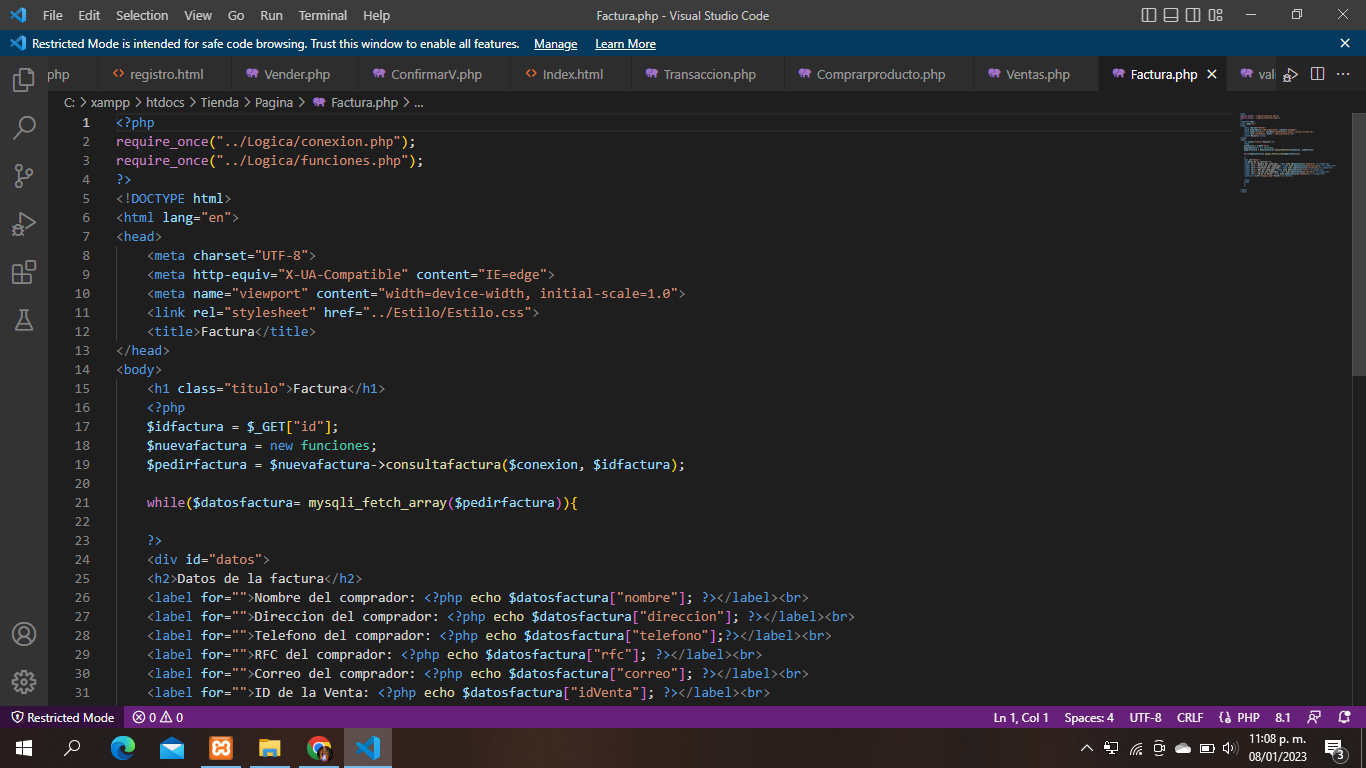 File Edit Selection View Go Run Terminal Help Factura.php - Visual Studio Code
Restricted Mode is intended for safe code browsing. Trust this window to enable all features. Manage Learn More
php registro.html Vender.php ConfirmarV.php Index.html Transaccion.php Comprarproducto.php Ventas.php Factura.php vali
C: > xampp > htdocs > Tienda > Pagina > Factura.php > ...
1 <?php
2 require_once("../Logica/conexion.php");
3 require_once("../Logica/funciones.php");
4 ?>
5 <!DOCTYPE html>
6 <html lang="en">
7 <head>
8 <meta charset="UTF-8">
9 <meta http-equiv="X-UA-Compatible" content="IE=edge">
10 <meta name="viewport" content="width=device-width, initial-scale=1.0">
11 <link rel="stylesheet" href="../Estilo/Estilo.css">
12 <title>Factura</title>
13 </head>
14 <body>
15 <h1 class="titulo">Factura</h1>
16 <?php
17 $idfactura = $_GET["id"];
18 $nuevafactura = new funciones;
19 $pedirfactura = $nuevafactura->consultafactura($conexion, $idfactura);
20
21 while($datosfactura= mysqli_fetch_array($pedirfactura)){
22
23 ?>
24 <div id="datos">
25 <h2>Datos de la factura</h2>
26 <label for="">Nombre del comprador: <?php echo $datosfactura["nombre"]; ?></label><br>
27 <label for="">Direccion del comprador: <?php echo $datosfactura["direccion"]; ?></label><br>
28 <label for="">Telefono del comprador: <?php echo $datosfactura["telefono"];?></label><br>
29 <label for="">RFC del comprador: <?php echo $datosfactura["rfc"]; ?></label><br>
30 <label for="">Correo del comprador: <?php echo $datosfactura["correo"]; ?></label><br>
31 <label for="">ID de la Venta: <?php echo $datosfactura["idVenta"]; ?></label><br>
Restricted Mode 0 0 Ln 1, Col 1 Spaces: 4 UTF-8 CRLF PHP 8.1
11:08 p. m.
08/01/2023
3